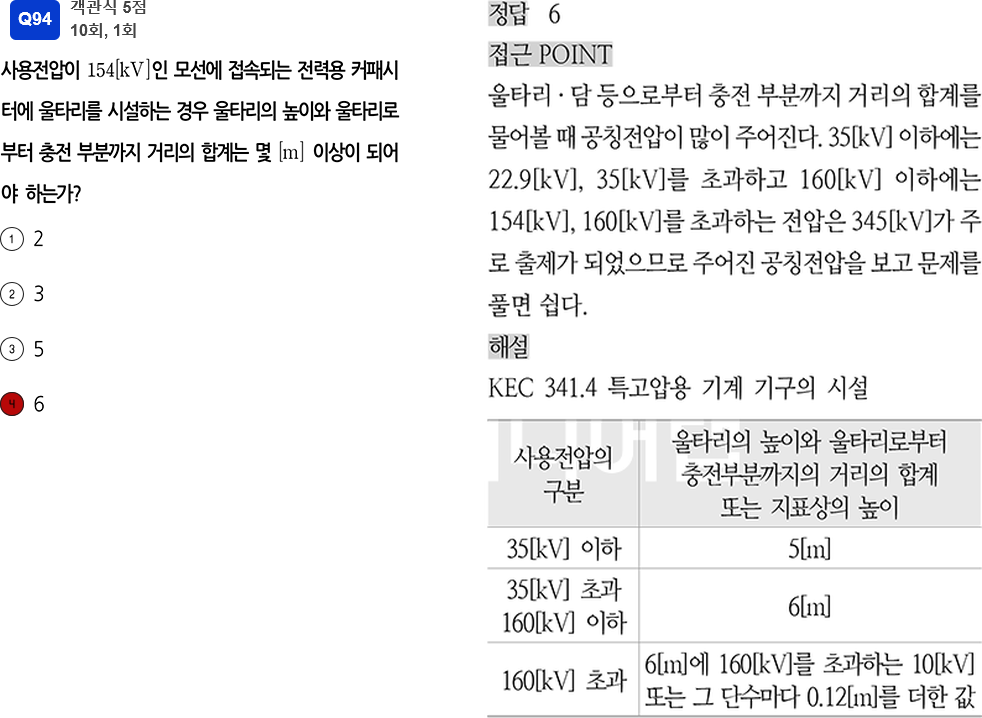 Q94
객관식 5점
10회, 1회
사용전압이 154[kV]인 모선에 접속되는 전력용 커패시
터에 울타리를 시설하는 경우 울타리의 높이와 울타리로
부터 충전 부분까지 거리의 합계는 몇 [m] 이상이 되어
야 하는가?
1 2
2 3
3 5
4 6
정답 6
접근 POINT
울타리·담 등으로부터 충전 부분까지 거리의 합계를
물어볼 때 공칭전압이 많이 주어진다. 35[kV] 이하에는
22.9[kV], 35[kV]를 초과하고 160[kV] 이하에는
154[kV], 160[kV]를 초과하는 전압은 345[kV]가 주
로 출제가 되었으므로 주어진 공칭전압을 보고 문제를
풀면 쉽다.
해설
KEC 341.4 특고압용 기계 기구의 시설
사용전압의
구분
울타리의 높이와 울타리로부터
충전부분까지의 거리의 합계
또는 지표상의 높이
35[kV] 이하
5[m]
35[kV] 초과
160[kV] 이하
6[m]
160[kV] 초과
6[m]에 160[kV]를 초과하는 10[kV]
또는 그 단수마다 0.12[m]를 더한 값